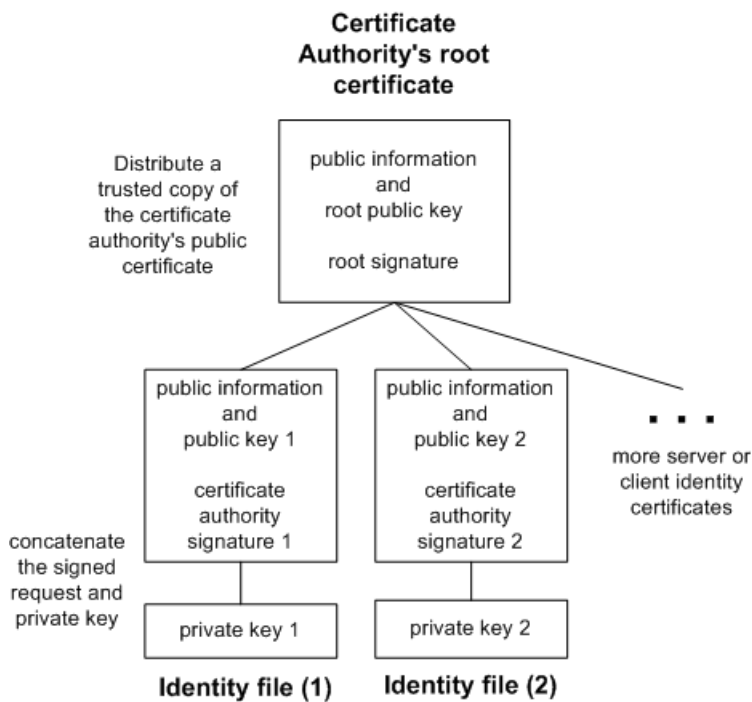 Certificate
Authority's root
certificate
Distribute a
trusted copy of
the certificate
authority's public
certificate
public information
and
root public key
root signature
public information
and
public key 1
certificate
authority
signature 1
public information
and
public key 2
certificate
authority
signature 2
. . .
more server or
client identity
certificates
concatenate
the signed
request and
private key
private key 1
private key 2
Identity file (1)
Identity file (2)